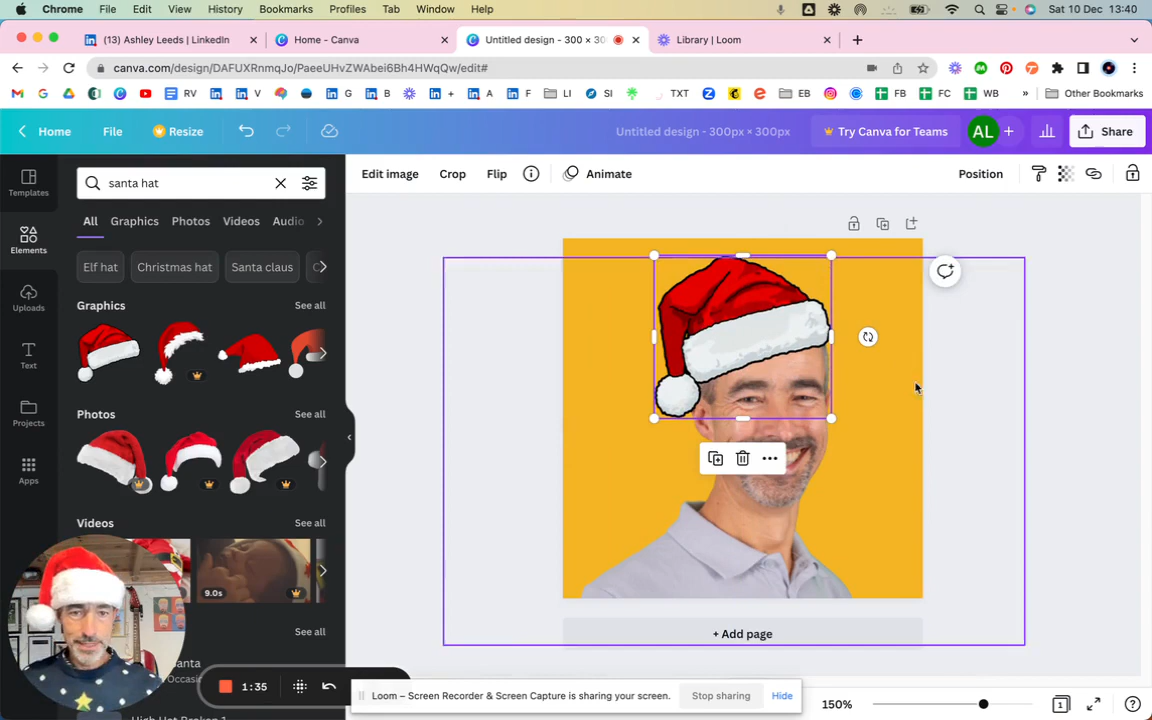 Chrome File Edit View History Bookmarks Profiles Tab Window Help Sat 10 Dec 13:40
(13) Ashley Leeds | LinkedIn Home - Canva Untitled design - 300 × 30 Library | Loom
canva.com/design/DAFUXRnmqJo/PaeeUHvZWAbei6Bh4HWqQw/edit#
RV G V G B + A F LI SI TXT Z EB FB FC WB » Other Bookmarks
Home File Resize Untitled design - 300px × 300px Try Canva for Teams AL Share
santa hat Edit image Crop Flip Animate Position
Templates
All Graphics Photos Videos Audio
Elements
Elf hat Christmas hat Santa claus
Graphics See all
Uploads
Text
Projects
Photos See all
Apps
Videos See all
9.0s
See all
+ Add page
1:35
Loom – Screen Recorder & Screen Capture is sharing your screen. Stop sharing Hide
150% 1